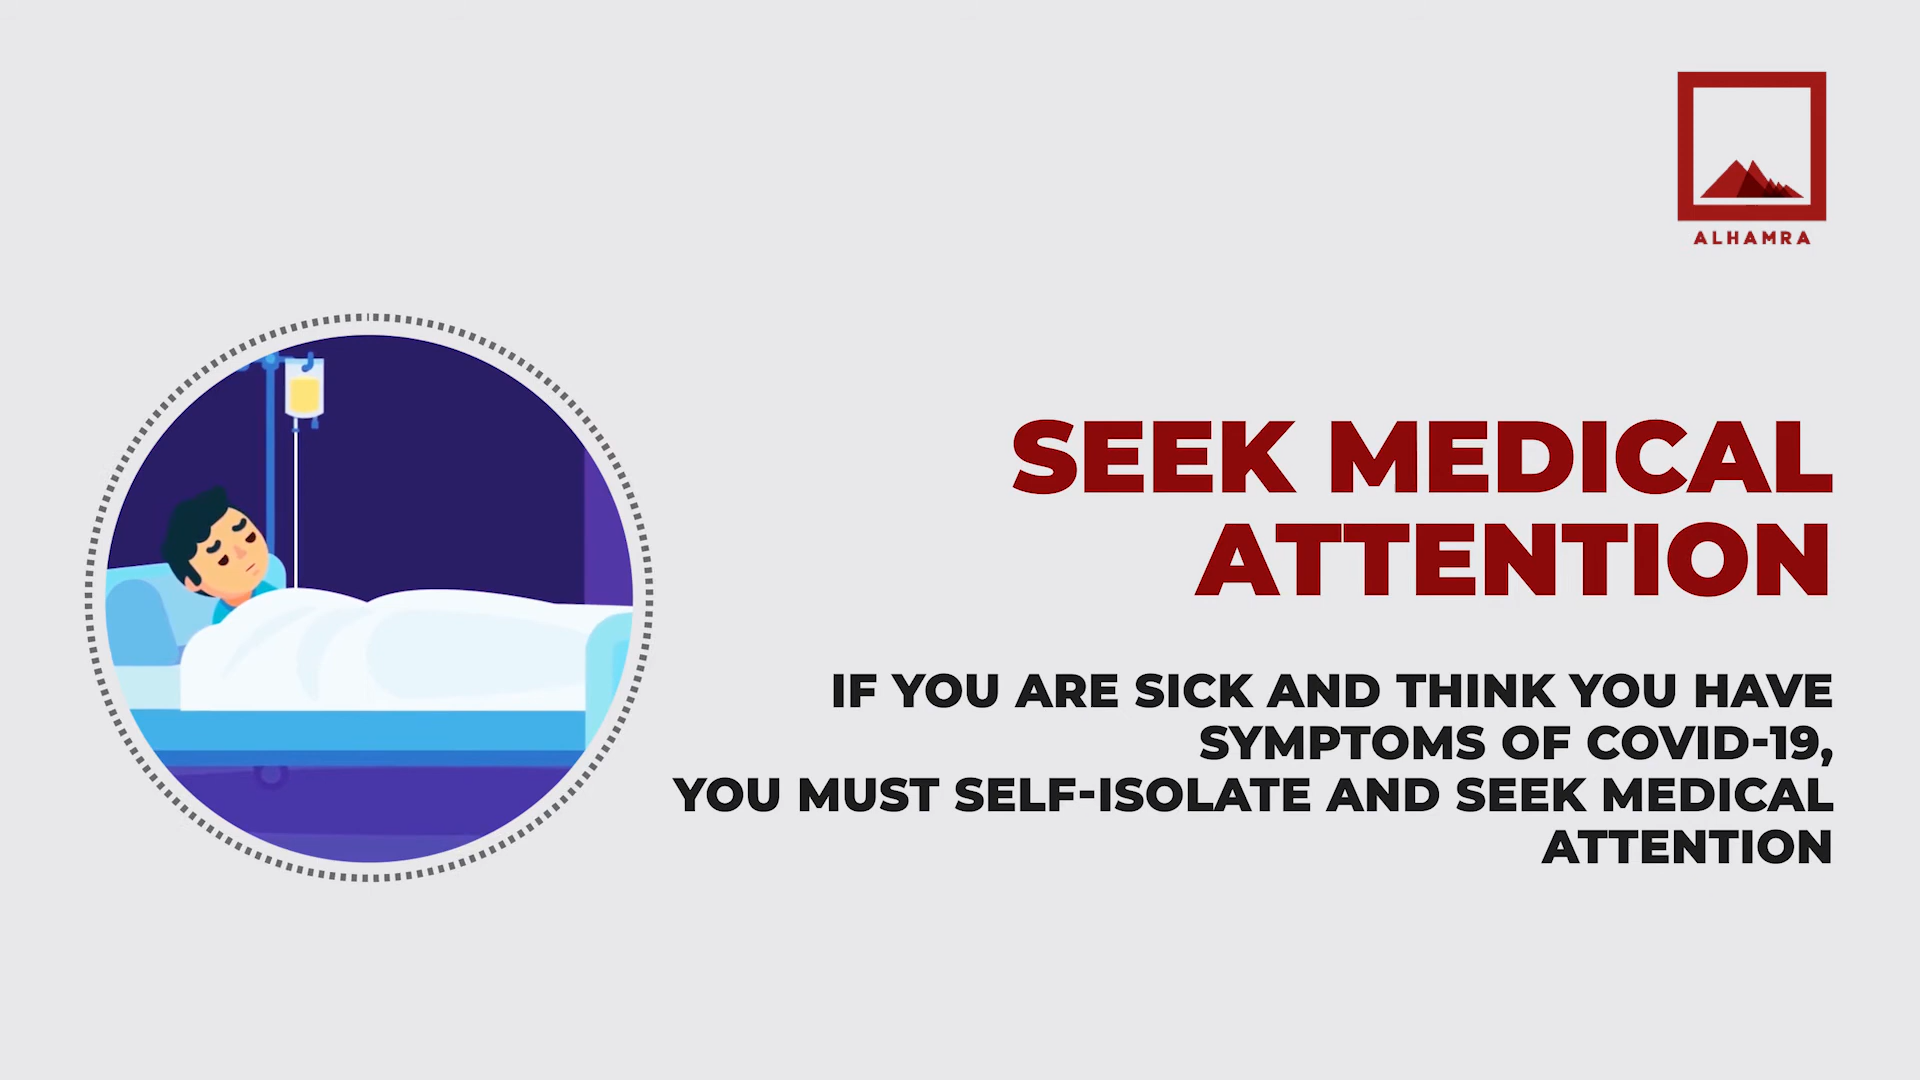 ALHAMRA
SEEK MEDICAL
ATTENTION
IF YOU ARE SICK AND THINK YOU HAVE
SYMPTOMS OF COVID-19,
YOU MUST SELF-ISOLATE AND SEEK MEDICAL
ATTENTION